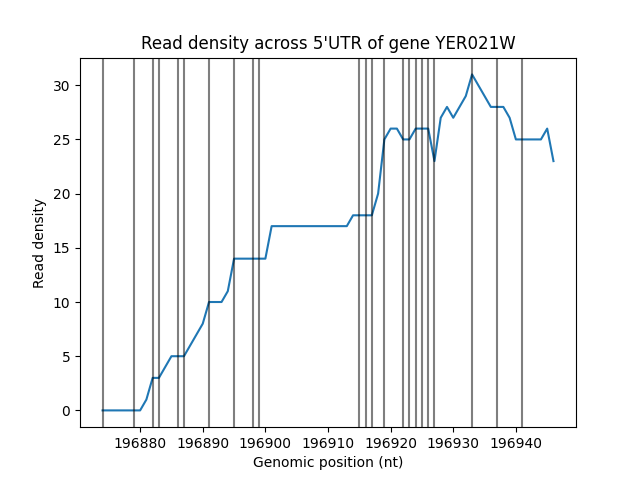 Read density across 5'UTR of gene YER021W
Read density
30
25
20
15
10
5
0
196880 196890 196900 196910 196920 196930 196940
Genomic position (nt)